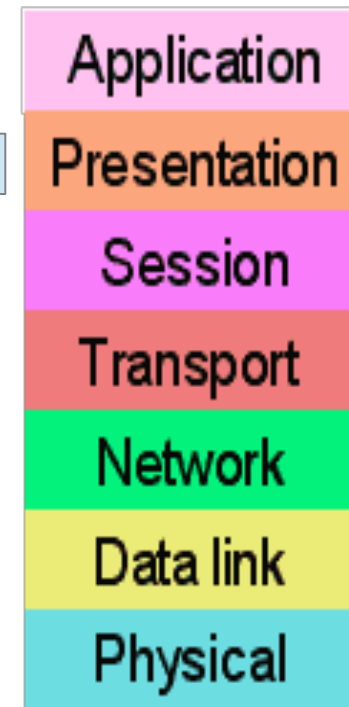 Application
Presentation
Session
Transport
Network
Data link
Physical